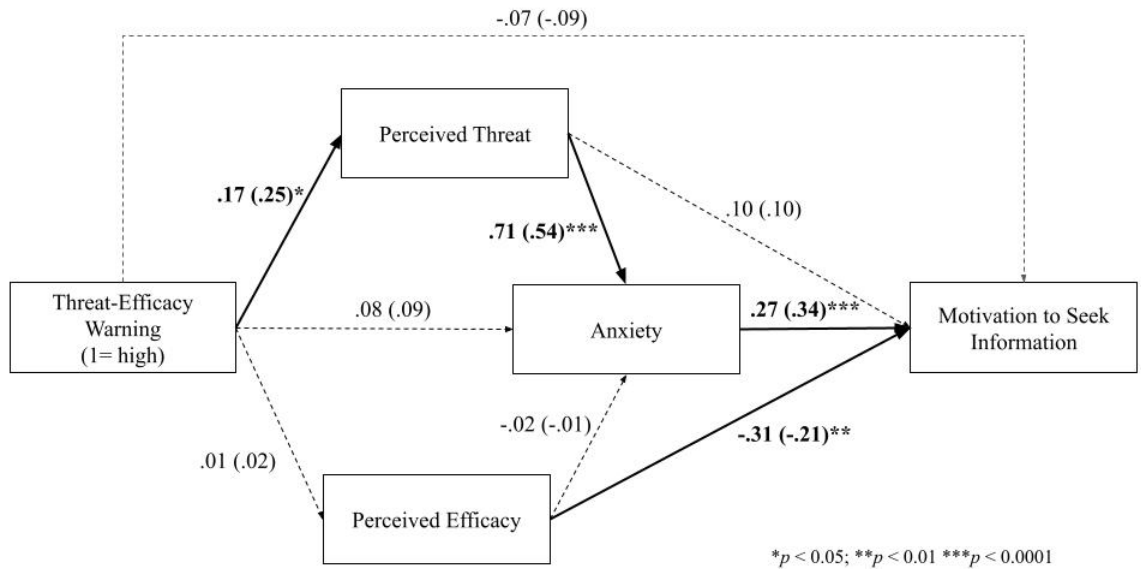 -.07 (-.09)
Perceived Threat
.17 (.25)*
.10 (.10)
.71 (.54)***
Threat-Efficacy
Warning
(1= high)
.08 (.09)
Anxiety
.27 (.34)***
Motivation to Seek
Information
-.02 (-.01)
-.31 (-.21)**
.01 (.02)
Perceived Efficacy
*p < 0.05; **p < 0.01 ***p < 0.0001